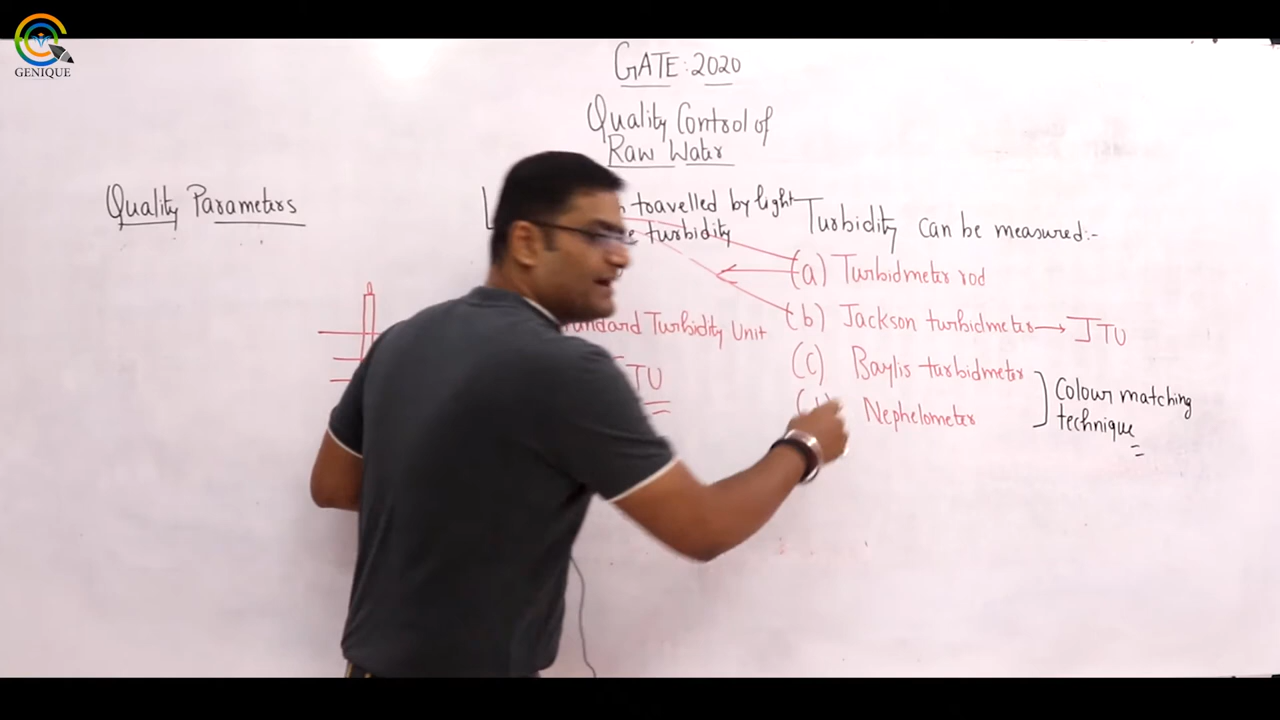 GENIQUE
GATE: 2020
Quality Control of
Raw Water
Quality Parameters
travelled by light
turbidity
Turbidity Unit
TU
Turbidity can be measured:-
(a) Turbidmeter rod
(b) Jackson turbidmeter → JTU
(C) Baylis turbidmeter
Nephelometer
Colour matching
technique